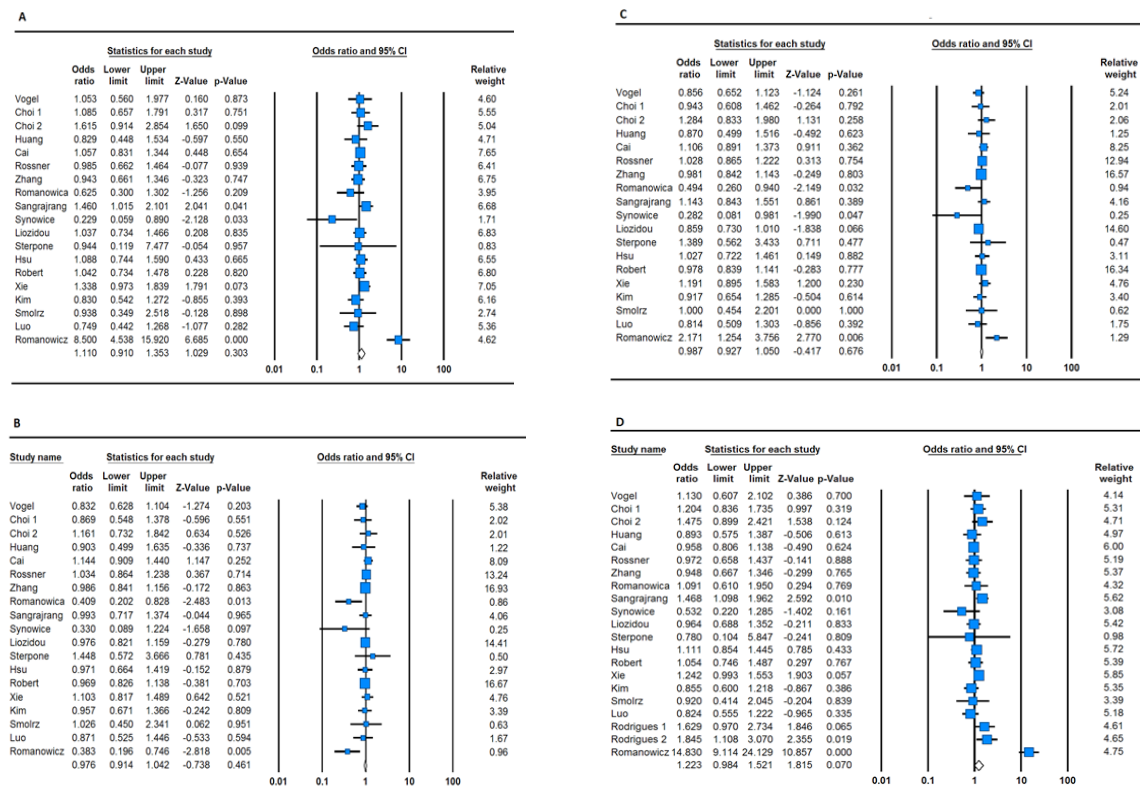 A
Statistics for each study Odds ratio and 95% CI
Odds ratio Lower limit Upper limit Z-Value p-Value Relative weight
Vogel 1.053 0.560 1.977 0.160 0.873 4.60
Choi 1 1.085 0.657 1.791 0.317 0.751 5.55
Choi 2 1.615 0.914 2.854 1.650 0.099 5.04
Huang 0.829 0.448 1.534 -0.597 0.550 4.71
Cai 1.057 0.831 1.344 0.448 0.654 7.65
Rossner 0.985 0.662 1.464 -0.077 0.939 6.41
Zhang 0.943 0.661 1.346 -0.323 0.747 6.75
Romanowica 0.625 0.300 1.302 -1.256 0.209 3.95
Sangrajrang 1.460 1.015 2.101 2.041 0.041 6.68
Synowice 0.229 0.059 0.890 -2.128 0.033 1.71
Liozidou 1.037 0.734 1.466 0.208 0.835 6.83
Sterpone 0.944 0.119 7.477 -0.054 0.957 0.83
Hsu 1.088 0.744 1.590 0.433 0.665 6.55
Robert 1.042 0.734 1.478 0.228 0.820 6.80
Xie 1.338 0.973 1.839 1.791 0.073 7.05
Kim 0.830 0.542 1.272 -0.855 0.393 6.16
Smolrz 0.938 0.349 2.518 -0.128 0.898 2.74
Luo 0.749 0.442 1.268 -1.077 0.282 5.36
Romanowicz 8.500 4.538 15.920 6.685 0.000 4.62
1.110 0.910 1.353 1.029 0.303
0.01 0.1 1 10 100
B
Study name Statistics for each study Odds ratio and 95% CI
Odds ratio Lower limit Upper limit Z-Value p-Value Relative weight
Vogel 0.832 0.628 1.104 -1.274 0.203 5.38
Choi 1 0.869 0.548 1.378 -0.596 0.551 2.02
Choi 2 1.161 0.732 1.842 0.634 0.526 2.01
Huang 0.903 0.499 1.635 -0.336 0.737 1.22
Cai 1.144 0.909 1.440 1.147 0.252 8.09
Rossner 1.034 0.864 1.238 0.367 0.714 13.24
Zhang 0.986 0.841 1.156 -0.172 0.863 16.93
Romanowica 0.409 0.202 0.828 -2.483 0.013 0.86
Sangrajrang 0.993 0.717 1.374 -0.044 0.965 4.06
Synowice 0.330 0.089 1.224 -1.658 0.097 0.25
Liozidou 0.976 0.821 1.159 -0.279 0.780 14.41
Sterpone 1.448 0.572 3.666 0.781 0.435 0.50
Hsu 0.971 0.664 1.419 -0.152 0.879 2.97
Robert 0.969 0.826 1.138 -0.381 0.703 16.67
Xie 1.103 0.817 1.489 0.642 0.521 4.76
Kim 0.957 0.671 1.366 -0.242 0.809 3.39
Smolrz 1.026 0.450 2.341 0.062 0.951 0.63
Luo 0.871 0.525 1.446 -0.533 0.594 1.67
Romanowicz 0.383 0.196 0.746 -2.818 0.005 0.96
0.976 0.914 1.042 -0.738 0.461
0.01 0.1 1 10 100
C
Statistics for each study Odds ratio and 95% CI
Odds ratio Lower limit Upper limit Z-Value p-Value Relative weight
Vogel 0.856 0.652 1.123 -1.124 0.261 5.24
Choi 1 0.943 0.608 1.462 -0.264 0.792 2.01
Choi 2 1.284 0.833 1.980 1.131 0.258 2.06
Huang 0.870 0.499 1.516 -0.492 0.623 1.25
Cai 1.106 0.891 1.373 0.911 0.362 8.25
Rossner 1.028 0.865 1.222 0.313 0.754 12.94
Zhang 0.981 0.842 1.143 -0.249 0.803 16.57
Romanowica 0.494 0.260 0.940 -2.149 0.032 0.94
Sangrajrang 1.143 0.843 1.551 0.861 0.389 4.16
Synowice 0.282 0.081 0.981 -1.990 0.047 0.25
Liozidou 0.859 0.730 1.010 -1.838 0.066 14.60
Sterpone 1.389 0.562 3.433 0.711 0.477 0.47
Hsu 1.027 0.722 1.461 0.149 0.882 3.11
Robert 0.978 0.839 1.141 -0.283 0.777 16.34
Xie 1.191 0.895 1.583 1.200 0.230 4.76
Kim 0.917 0.654 1.285 -0.504 0.614 3.40
Smolrz 1.000 0.454 2.201 0.000 1.000 0.62
Luo 0.814 0.509 1.303 -0.856 0.392 1.75
Romanowicz 2.171 1.254 3.756 2.770 0.006 1.29
0.987 0.927 1.050 -0.417 0.676
0.01 0.1 1 10 100
D
Study name Statistics for each study Odds ratio and 95% CI
Odds ratio Lower limit Upper limit Z-Value p-Value Relative weight
Vogel 1.130 0.607 2.102 0.386 0.700 4.14
Choi 1 1.204 0.836 1.735 0.997 0.319 5.31
Choi 2 1.475 0.899 2.421 1.538 0.124 4.71
Huang 0.893 0.575 1.387 -0.506 0.613 4.97
Cai 0.958 0.806 1.138 -0.490 0.624 6.00
Rossner 0.972 0.658 1.437 -0.141 0.888 5.19
Zhang 0.948 0.667 1.346 -0.299 0.765 5.37
Romanowica 1.091 0.610 1.950 0.294 0.769 4.32
Sangrajrang 1.468 1.098 1.962 2.592 0.010 5.62
Synowice 0.532 0.220 1.285 -1.402 0.161 3.08
Liozidou 0.964 0.688 1.352 -0.211 0.833 5.42
Sterpone 0.780 0.104 5.847 -0.241 0.809 0.98
Hsu 1.111 0.854 1.445 0.785 0.433 5.72
Robert 1.054 0.746 1.487 0.297 0.767 5.39
Xie 1.242 0.993 1.553 1.903 0.057 5.85
Kim 0.855 0.600 1.218 -0.867 0.386 5.35
Smolrz 0.920 0.414 2.045 -0.204 0.839 3.39
Luo 0.824 0.555 1.222 -0.965 0.335 5.18
Rodrigues 1 1.629 0.970 2.734 1.846 0.065 4.61
Rodrigues 2 1.845 1.108 3.070 2.355 0.019 4.65
Romanowicz 14.830 9.114 24.129 10.857 0.000 4.75
1.223 0.984 1.521 1.815 0.070
0.01 0.1 1 10 100